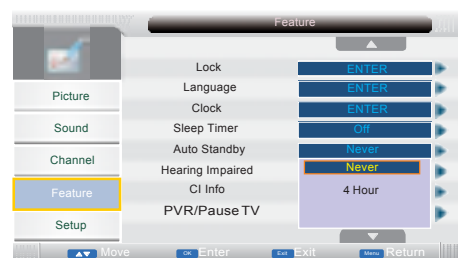 Feature
Lock ENTER
Language ENTER
Clock ENTER
Sleep Timer Off
Auto Standby Never
Hearing Impaired Never
CI Info 4 Hour
PVR/Pause TV
Picture
Sound
Channel
Feature
Setup
▲▼ Move OK Enter Exit Exit Menu Return